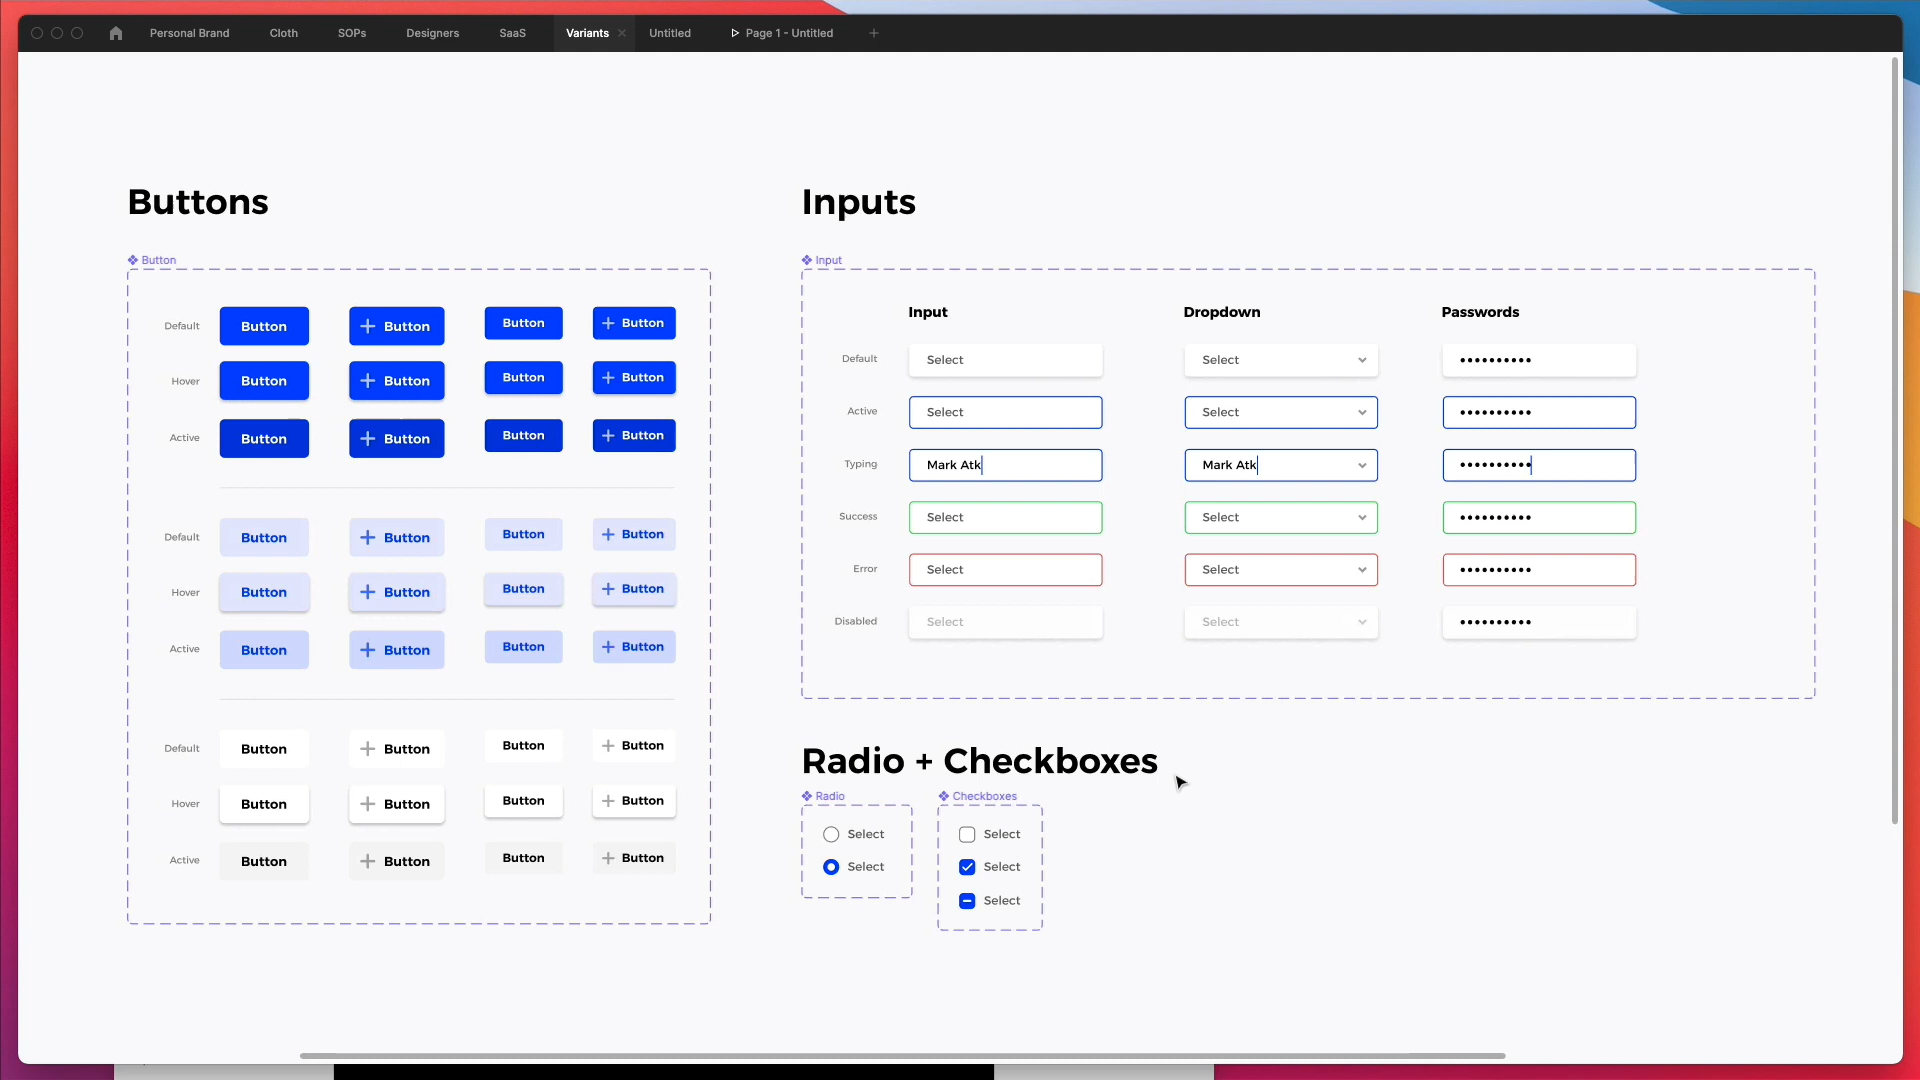 Personal Brand Cloth SOPs Designers SaaS Variants Untitled Page 1 - Untitled
Buttons
Button
Default Button Button Button Button
Hover Button Button Button Button
Active Button Button Button Button
Default Button Button Button Button
Hover Button Button Button Button
Active Button Button Button Button
Default Button Button Button Button
Hover Button Button Button Button
Active Button Button Button Button
Inputs
Input
Input Dropdown Passwords
Default Select Select ••••••••••
Active Select Select ••••••••••
Typing Mark Atk Mark Atk ••••••••••
Success Select Select ••••••••••
Error Select Select ••••••••••
Disabled Select Select ••••••••••
Radio + Checkboxes
Radio
Select
Select
Checkboxes
Select
Select
Select